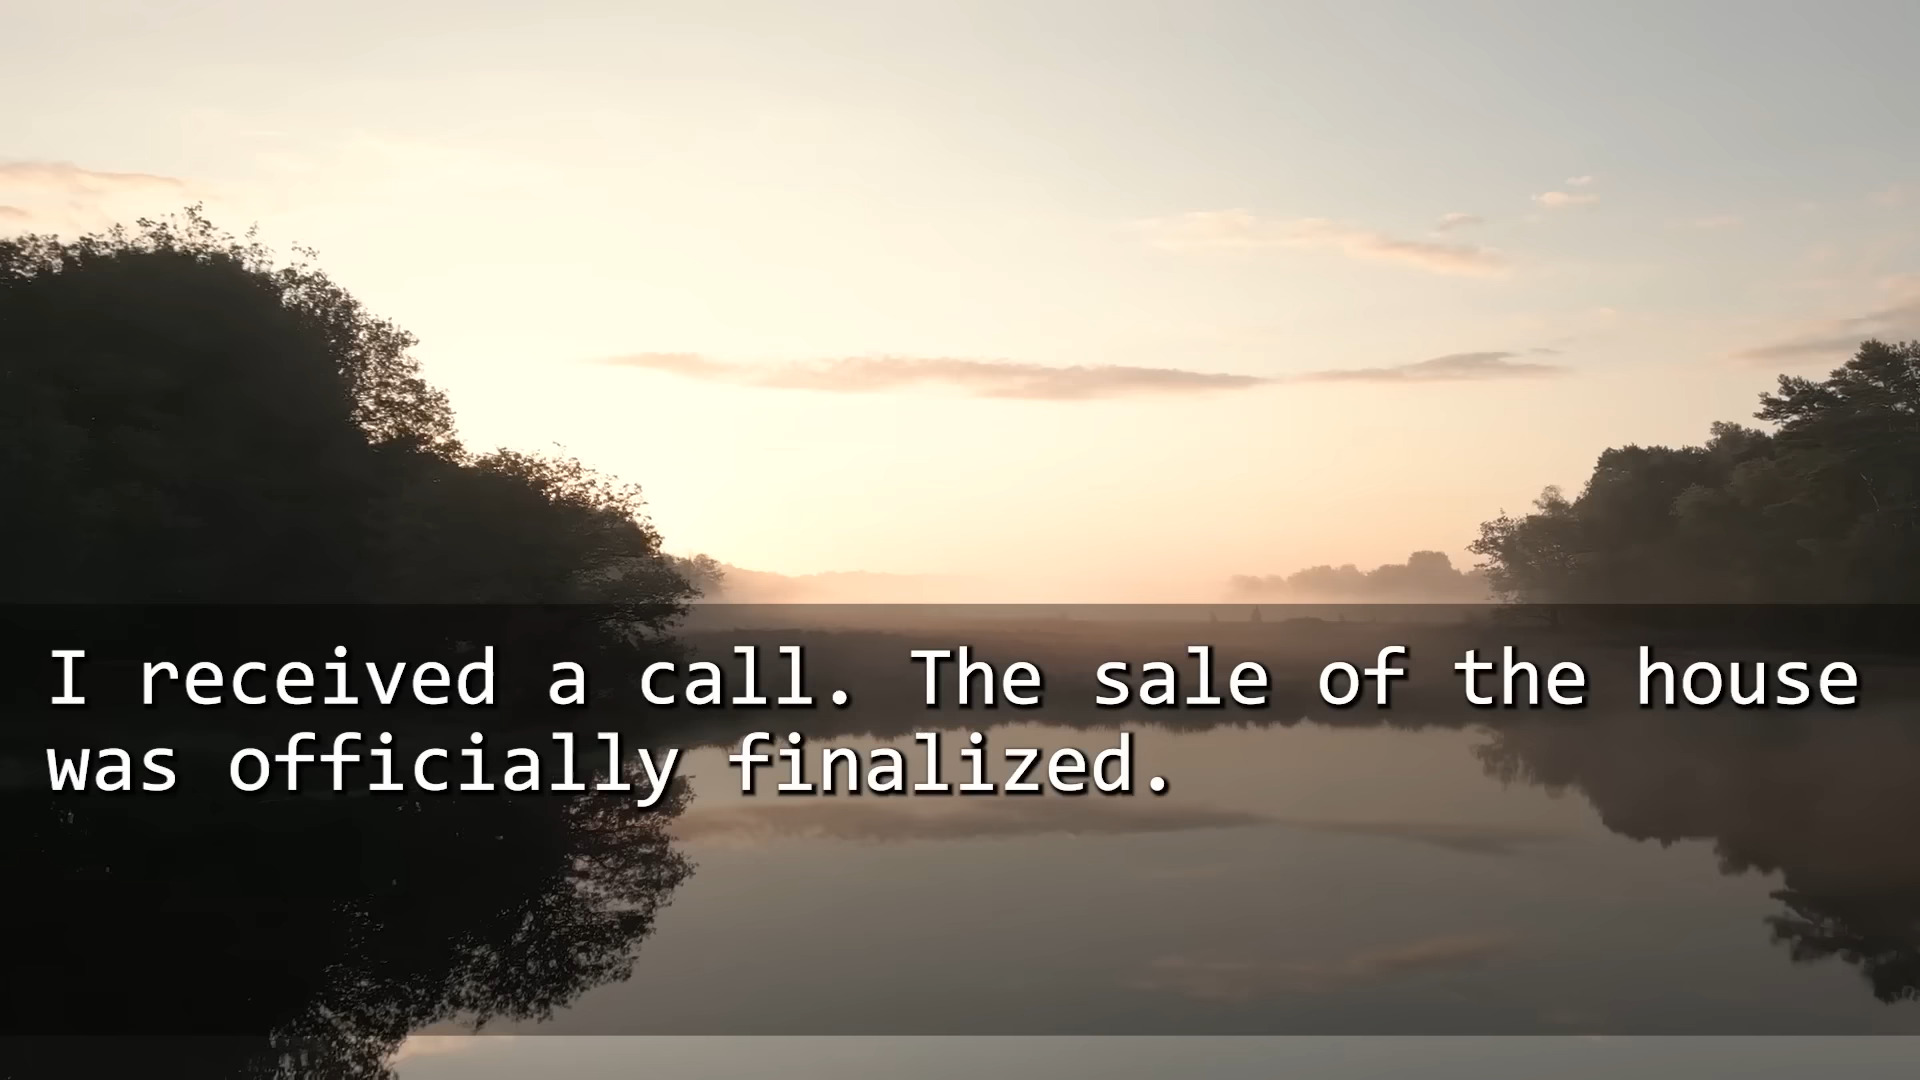 I received a call. The sale of the house
was officially finalized.